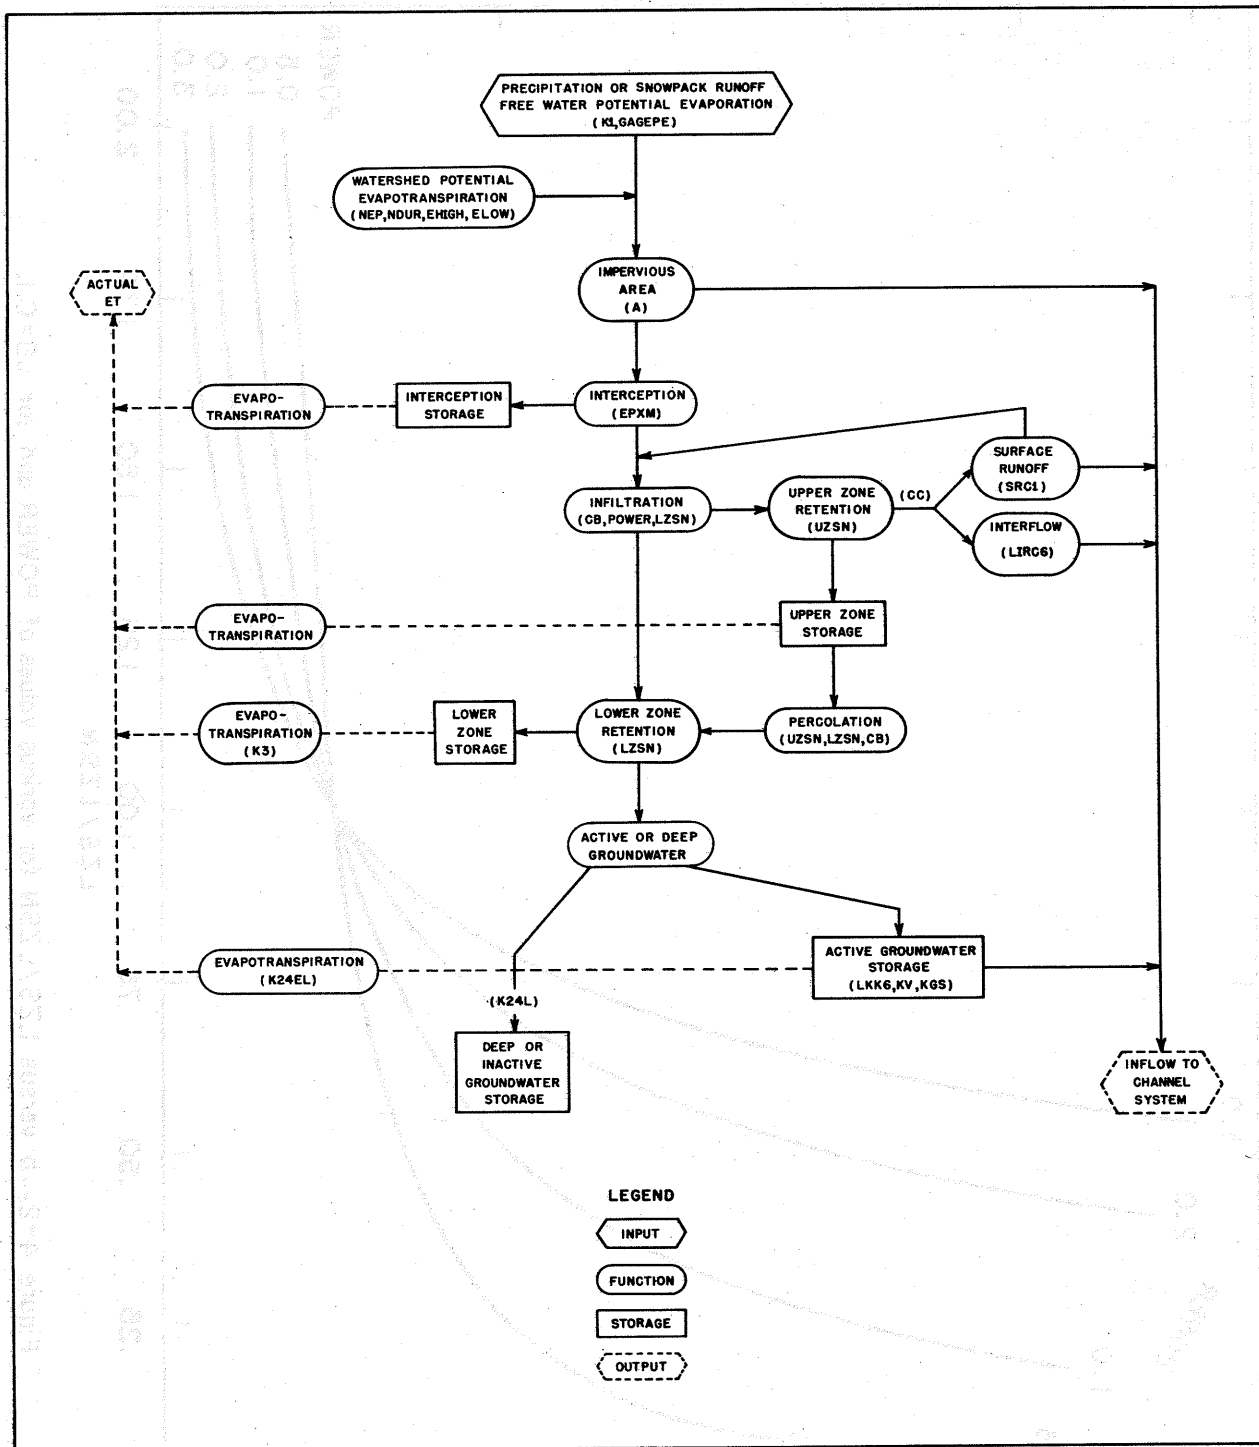 PRECIPITATION OR SNOWPACK RUNOFF
FREE WATER POTENTIAL EVAPORATION
(K1,GAGEPE)
WATERSHED POTENTIAL
EVAPOTRANSPIRATION
(NEP,NDUR,EHIGH,ELOW)
ACTUAL
ET
IMPERVIOUS
AREA
(A)
EVAPO-
TRANSPIRATION
INTERCEPTION
STORAGE
INTERCEPTION
(EPXM)
SURFACE
RUNOFF
(SRC1)
INFILTRATION
(CB,POWER,LZSN)
UPPER ZONE
RETENTION
(UZSN)
(CC)
INTERFLOW
(LIRC6)
EVAPO-
TRANSPIRATION
UPPER ZONE
STORAGE
EVAPO-
TRANSPIRATION
(K3)
LOWER
ZONE
STORAGE
LOWER ZONE
RETENTION
(LZSN)
PERCOLATION
(UZSN,LZSN,CB)
ACTIVE OR DEEP
GROUNDWATER
EVAPOTRANSPIRATION
(K24EL)
ACTIVE GROUNDWATER
STORAGE
(LKK6,KV,KGS)
(K24L)
DEEP OR
INACTIVE
GROUNDWATER
STORAGE
INFLOW TO
CHANNEL
SYSTEM
LEGEND
INPUT
FUNCTION
STORAGE
OUTPUT